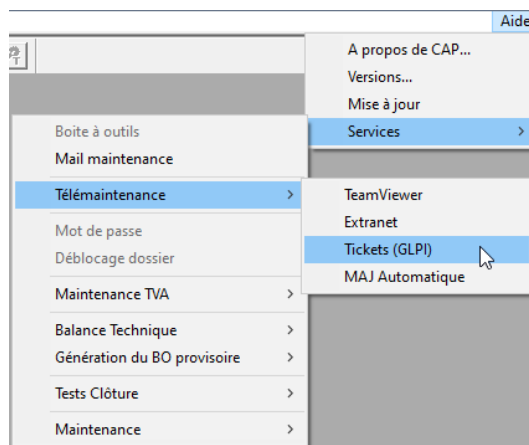 Aide
A propos de CAP...
Versions...
Mise à jour
Services
Boite à outils
Mail maintenance
Télémaintenance
Mot de passe
Déblocage dossier
Maintenance TVA
Balance Technique
Génération du BO provisoire
Tests Clôture
Maintenance
TeamViewer
Extranet
Tickets (GLPI)
MAJ Automatique